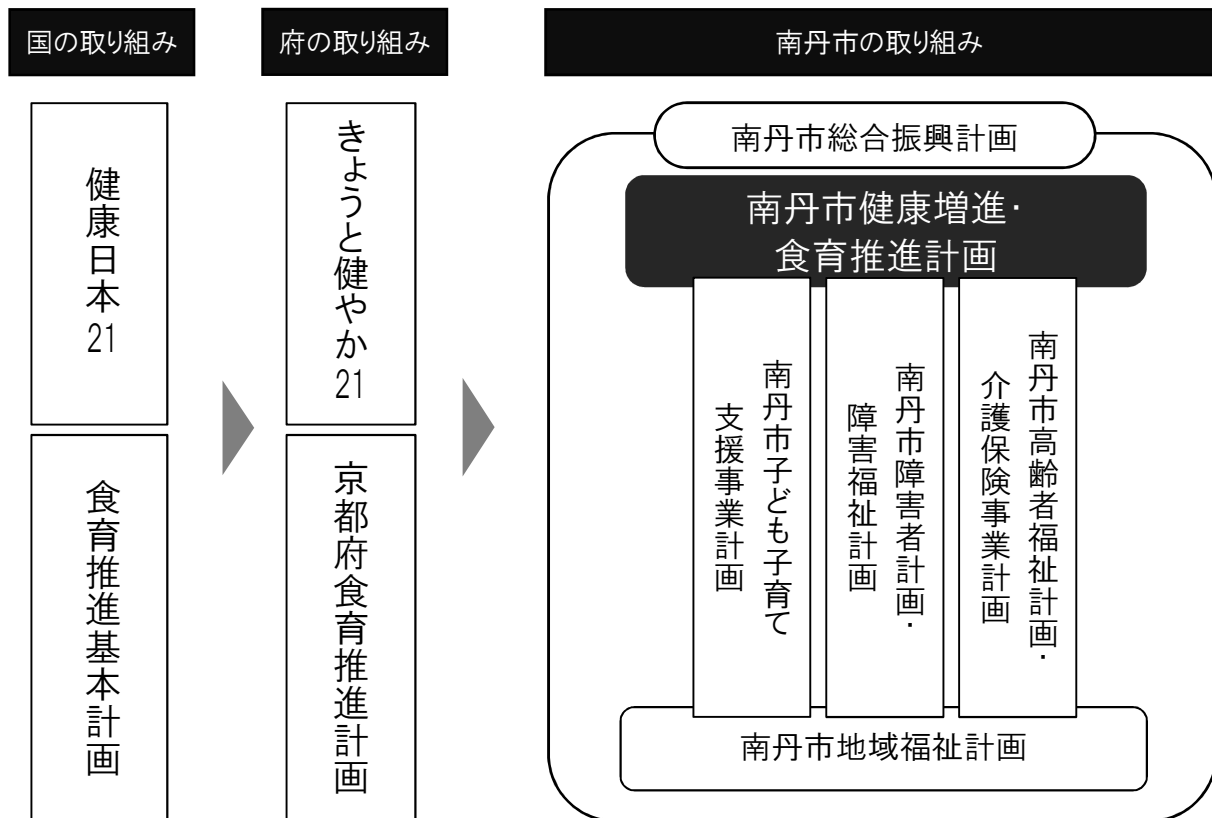 国の取り組み
府の取り組み
南丹市の取り組み
健康日本21
食育推進基本計画
きょうと健やか21
京都府食育推進計画
南丹市総合振興計画
南丹市健康増進・
食育推進計画
南丹市子ども子育て
支援事業計画
南丹市障害者計画・
障害福祉計画
南丹市高齢者福祉計画・
介護保険事業計画
南丹市地域福祉計画